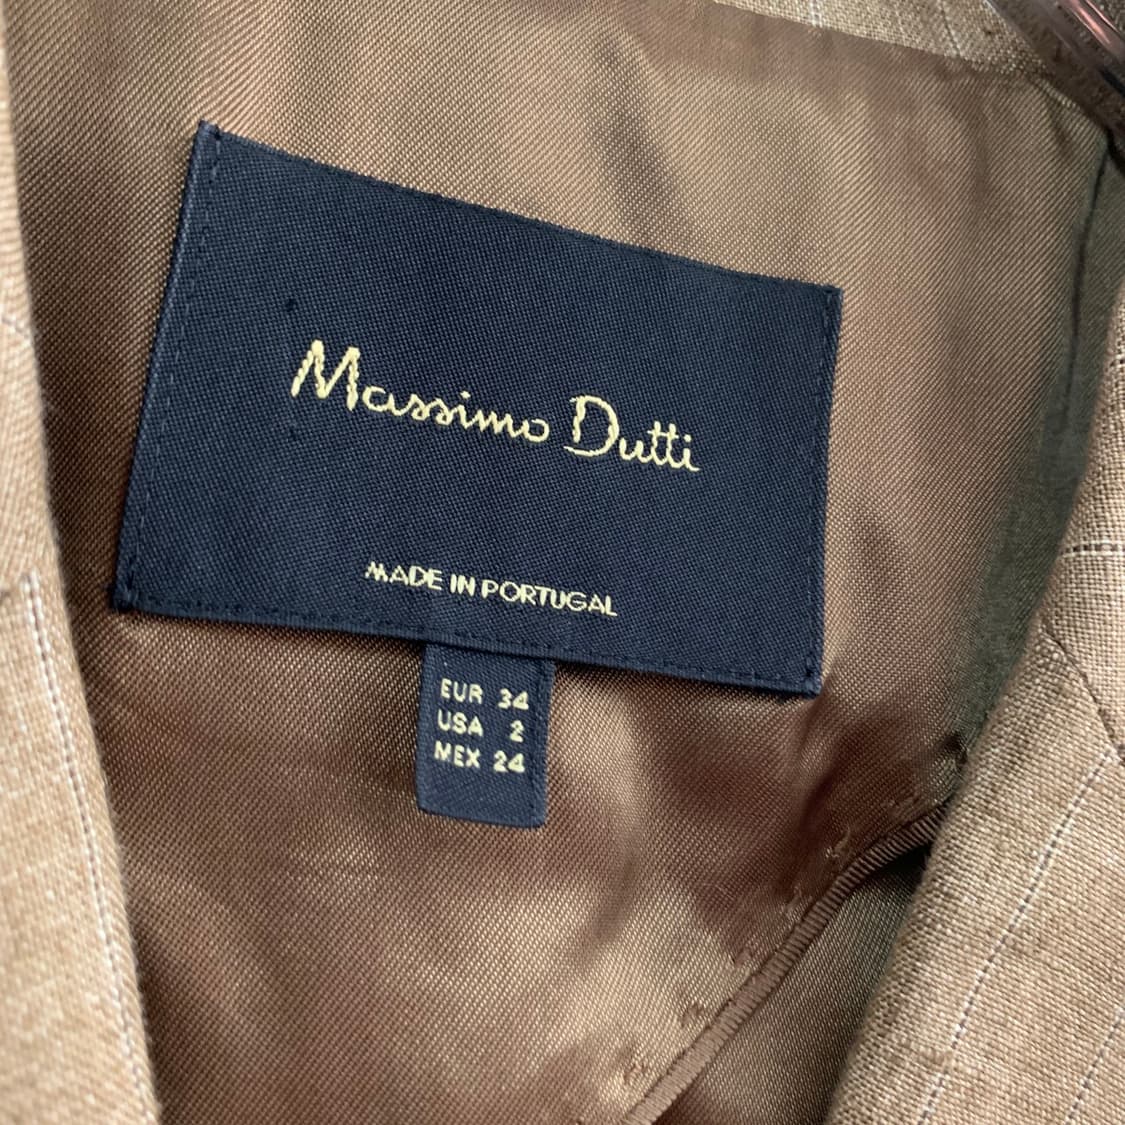 Massimo Dutti
MADE IN PORTUGAL
EUR 34
USA 2
MEX 24